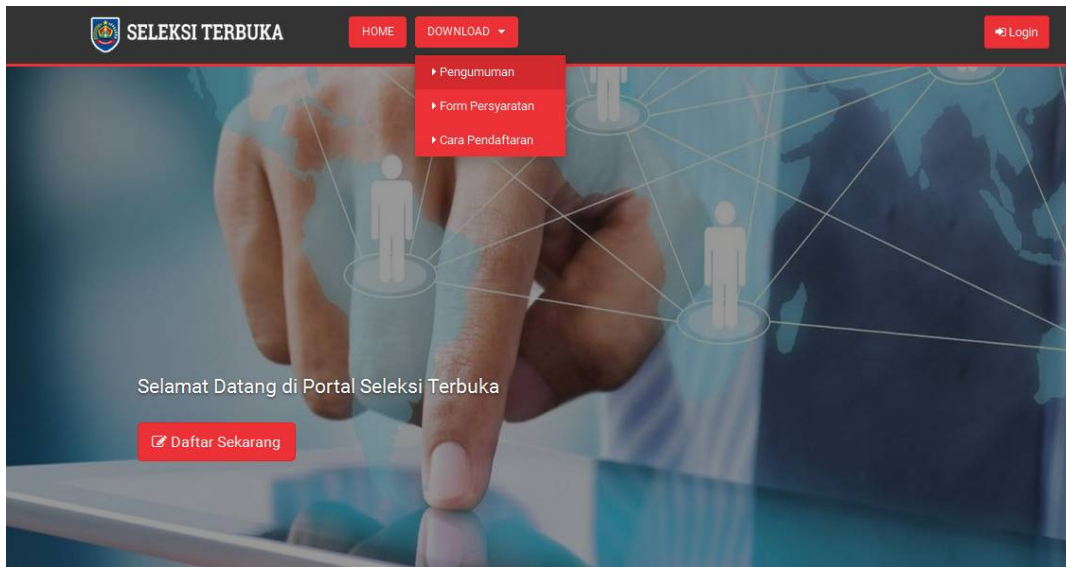 SELEKSI TERBUKA
HOME
DOWNLOAD
Login
Pengumuman
Form Persyaratan
Cara Pendaftaran
Selamat Datang di Portal Seleksi Terbuka
Daftar Sekarang